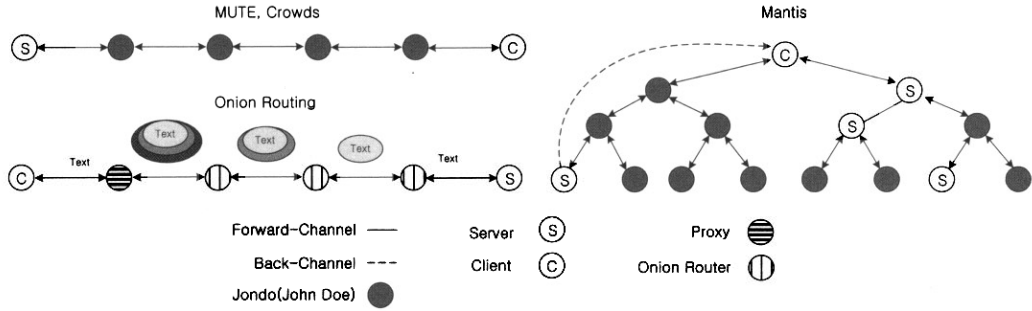 MUTE, Crowds
S
C
Onion Routing
Text
Text
Text
Text
Text
C
S
Mantis
C
S
S
S
S
Forward-Channel
Back-Channel
Jondo(John Doe)
Server S
Client C
Proxy
Onion Router